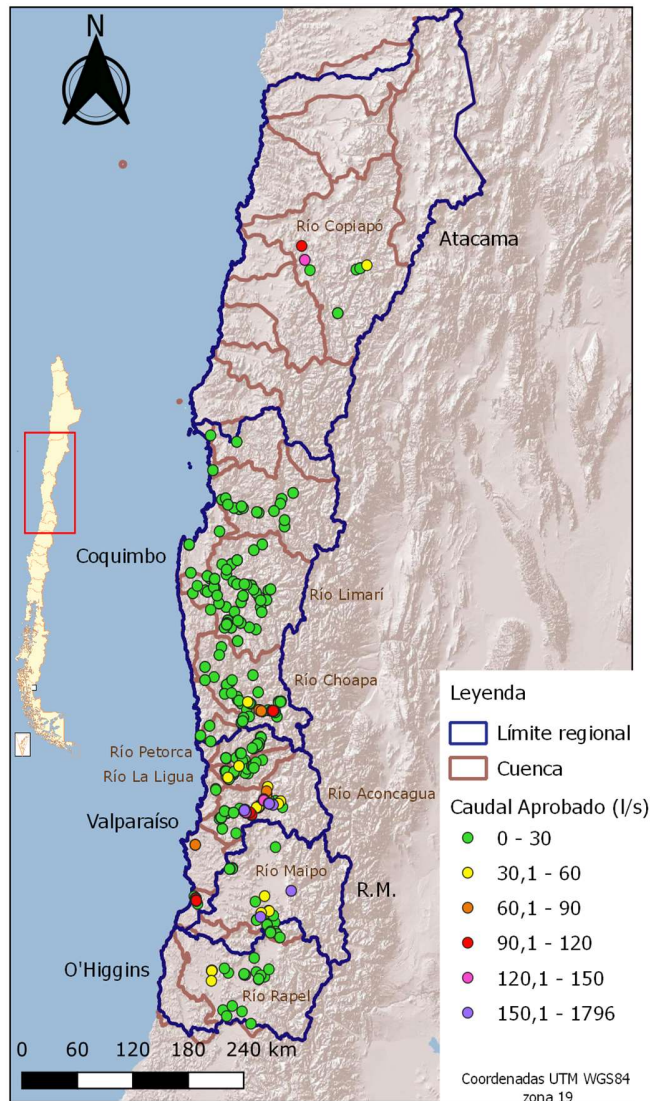 N
Río Copiapó
Atacama
Coquimbo
Río Limarí
Río Choapa
Río Petorca
Río La Ligua
Río Aconcagua
Valparaíso
Río Maipo
R.M.
O'Higgins
Río Rapel
Leyenda
Límite regional
Cuenca
Caudal Aprobado (l/s)
0 - 30
30,1 - 60
60,1 - 90
90,1 - 120
120,1 - 150
150,1 - 1796
0 60 120 180 240 km
Coordenadas UTM WGS84
zona 19